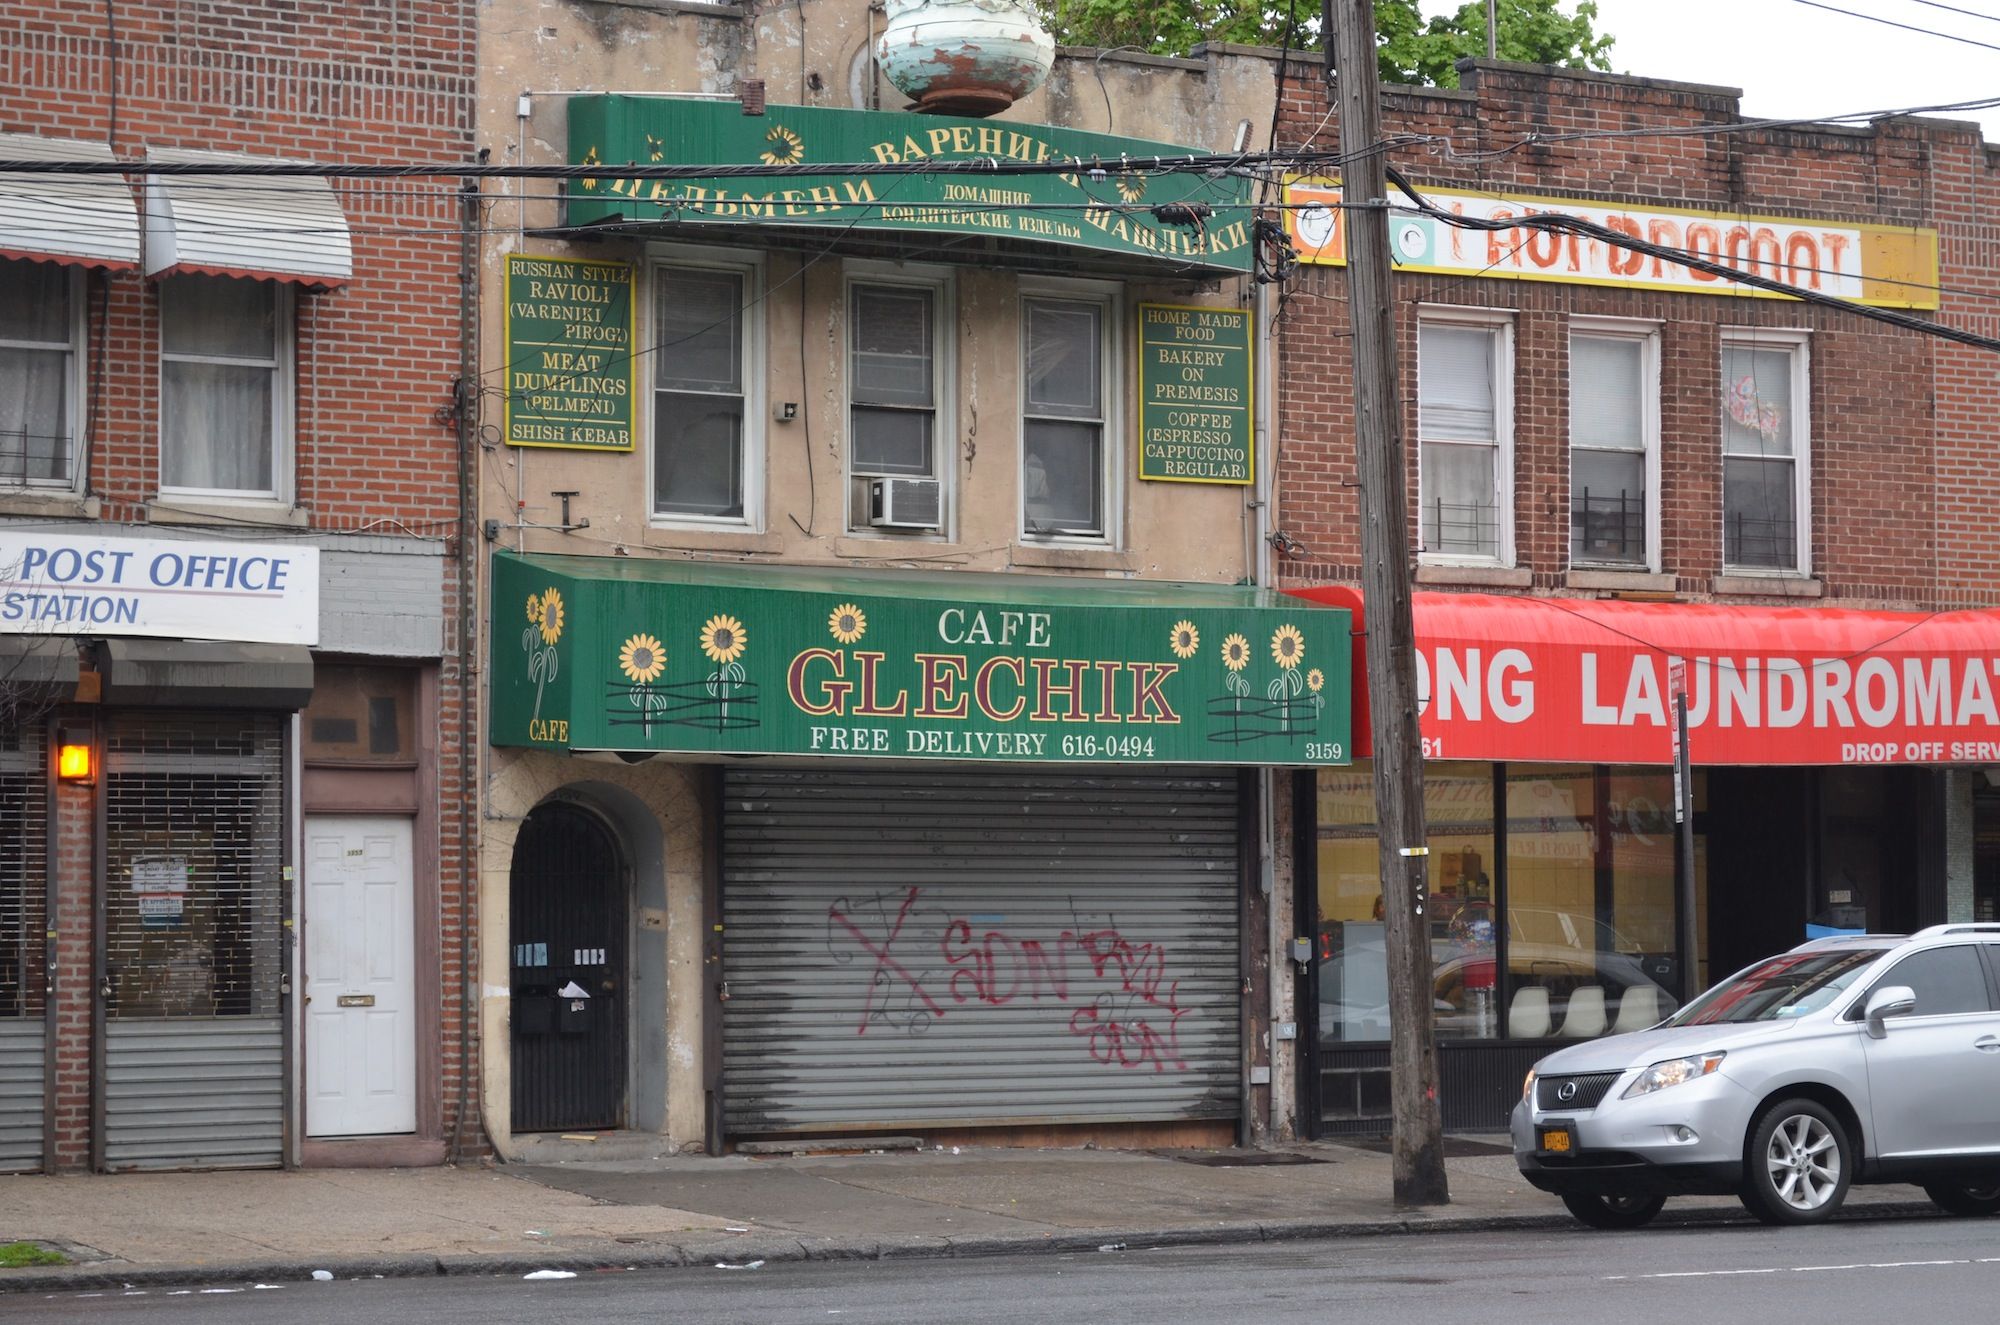 ПЕЛЬМЕНИ
ВАРЕНИКИ
ШАШЛЫКИ
ДОМАШНИЕ
КОНДИТЕРСКИЕ ИЗДЕЛИЯ
RUSSIAN STYLE
RAVIOLI
(VARENIKI
PIROGI)
MEAT
DUMPLINGS
(PELMENI)
SHISH KEBAB
HOME MADE
FOOD
BAKERY
ON
PREMESIS
COFFEE
(ESPRESSO
CAPPUCCINO
REGULAR)
LAUNDROMAT
POST OFFICE
STATION
CAFE
GLECHIK
FREE DELIVERY 616-0494
CAFE
3159
ONG LAUNDROMAT
61
DROP OFF SERV